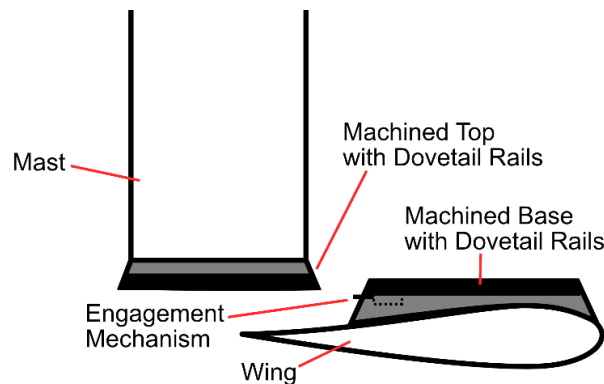 Mast
Machined Top
with Dovetail Rails
Machined Base
with Dovetail Rails
Engagement
Mechanism
Wing